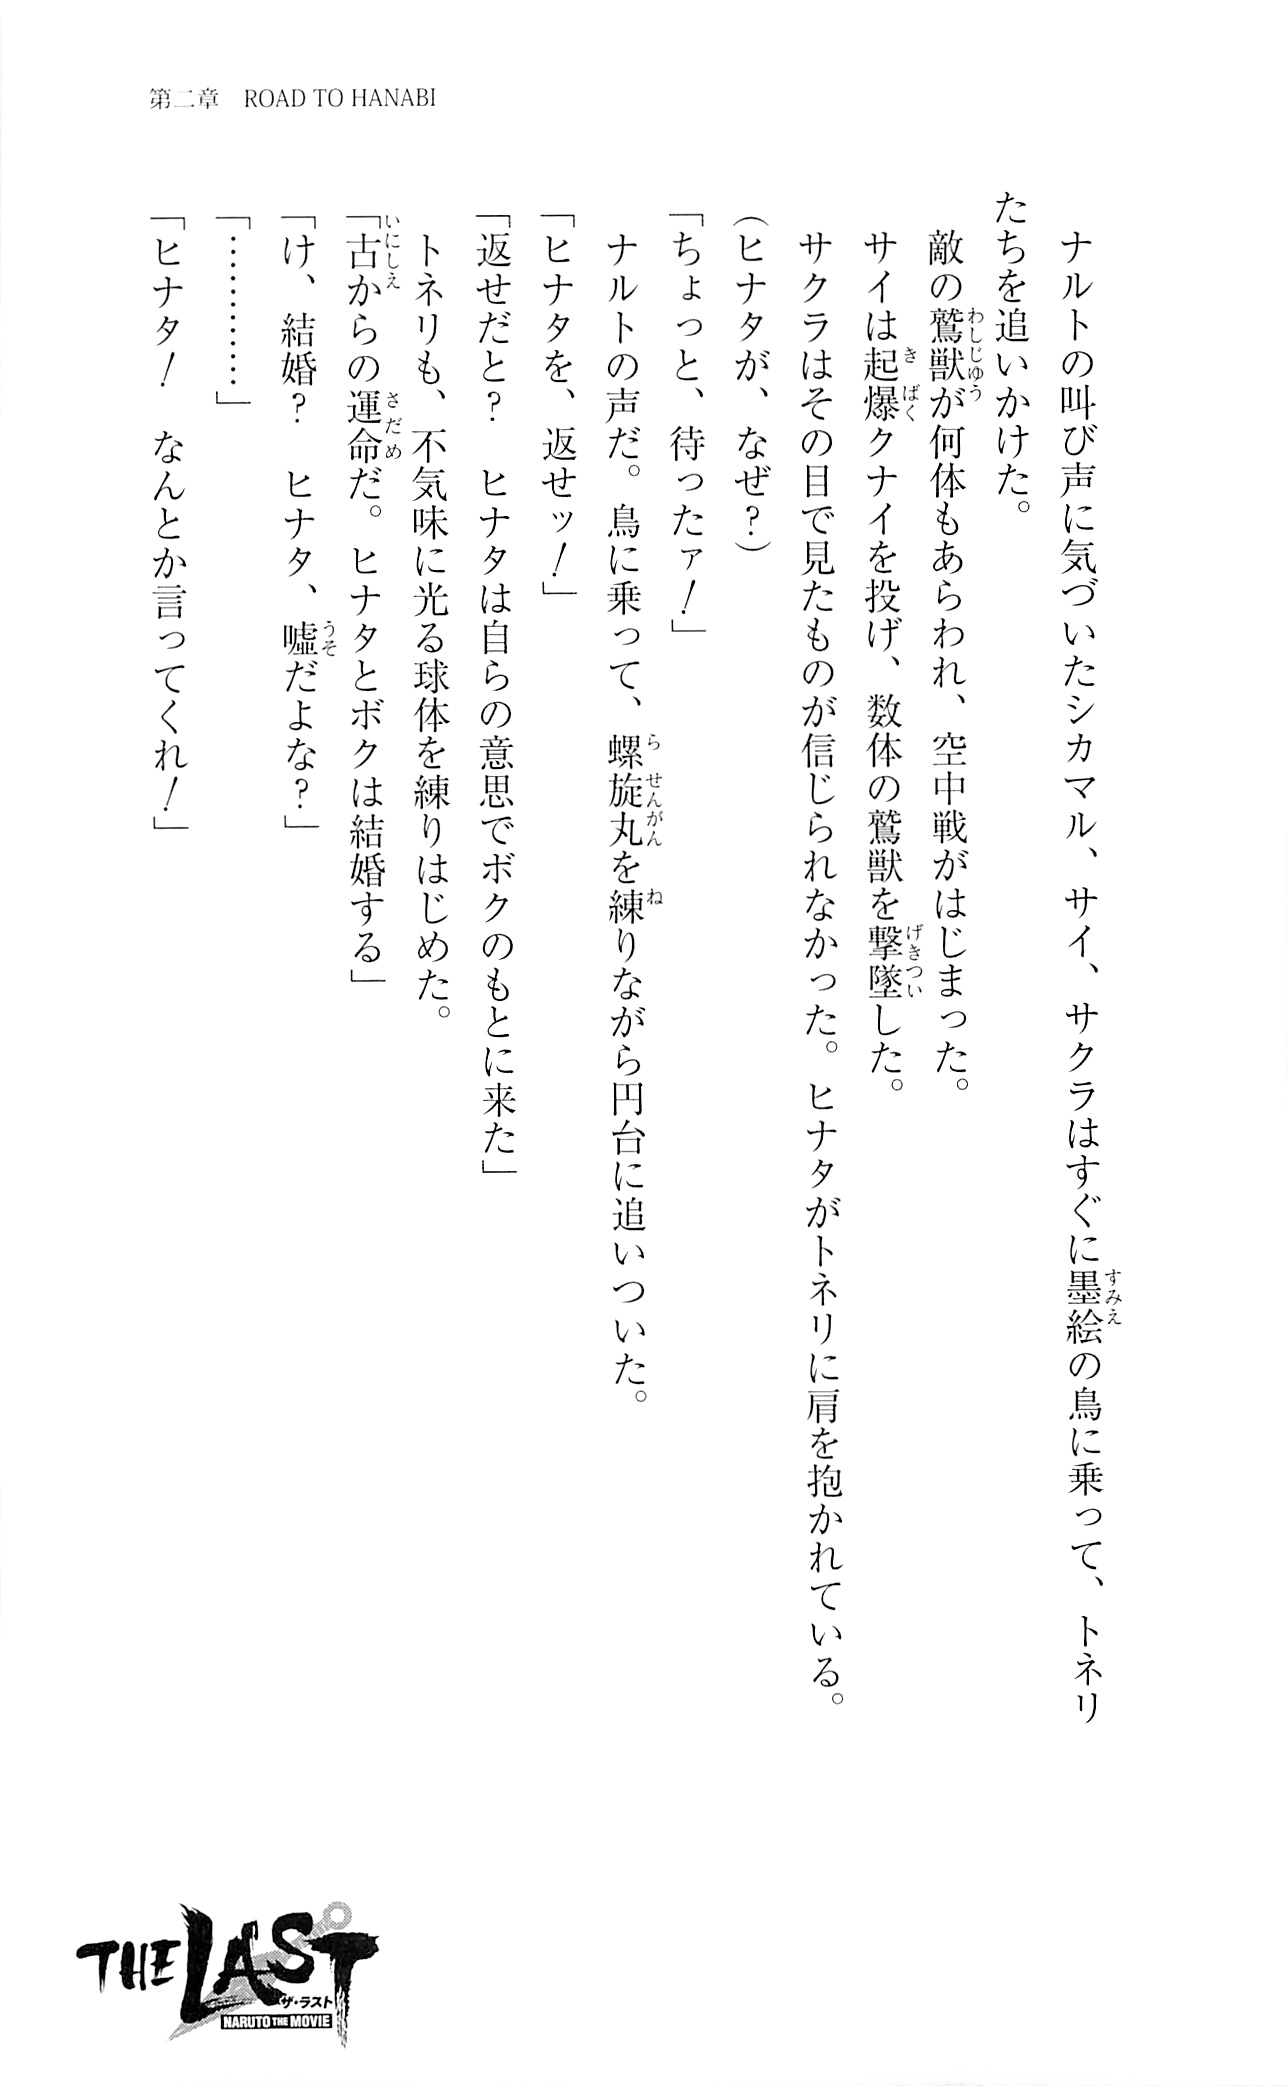 第二章　ROAD TO HANABI
　ナルトの叫び声に気づいたシカマル、サイ、サクラはすぐに墨絵の鳥に乗って、トネリ
たちを追いかけた。
　敵の鷲獣が何体もあらわれ、空中戦がはじまった。
　サイは起爆クナイを投げ、数体の鷲獣を撃墜した。
　サクラはその目で見たものが信じられなかった。ヒナタがトネリに肩を抱かれている。
（ヒナタが、なぜ？）
「ちょっと、待ったァ！」
　ナルトの声だ。鳥に乗って、螺旋丸を練りながら円台に追いついた。
「ヒナタを、返せッ！」
「返せだと？　ヒナタは自らの意思でボクのもとに来た」
　トネリも、不気味に光る球体を練りはじめた。
「古からの運命だ。ヒナタとボクは結婚する」
「け、結婚？　ヒナタ、嘘だよな？」
「…………」
「ヒナタ！　なんとか言ってくれ！」
THE LAST
ザ・ラスト
NARUTO THE MOVIE